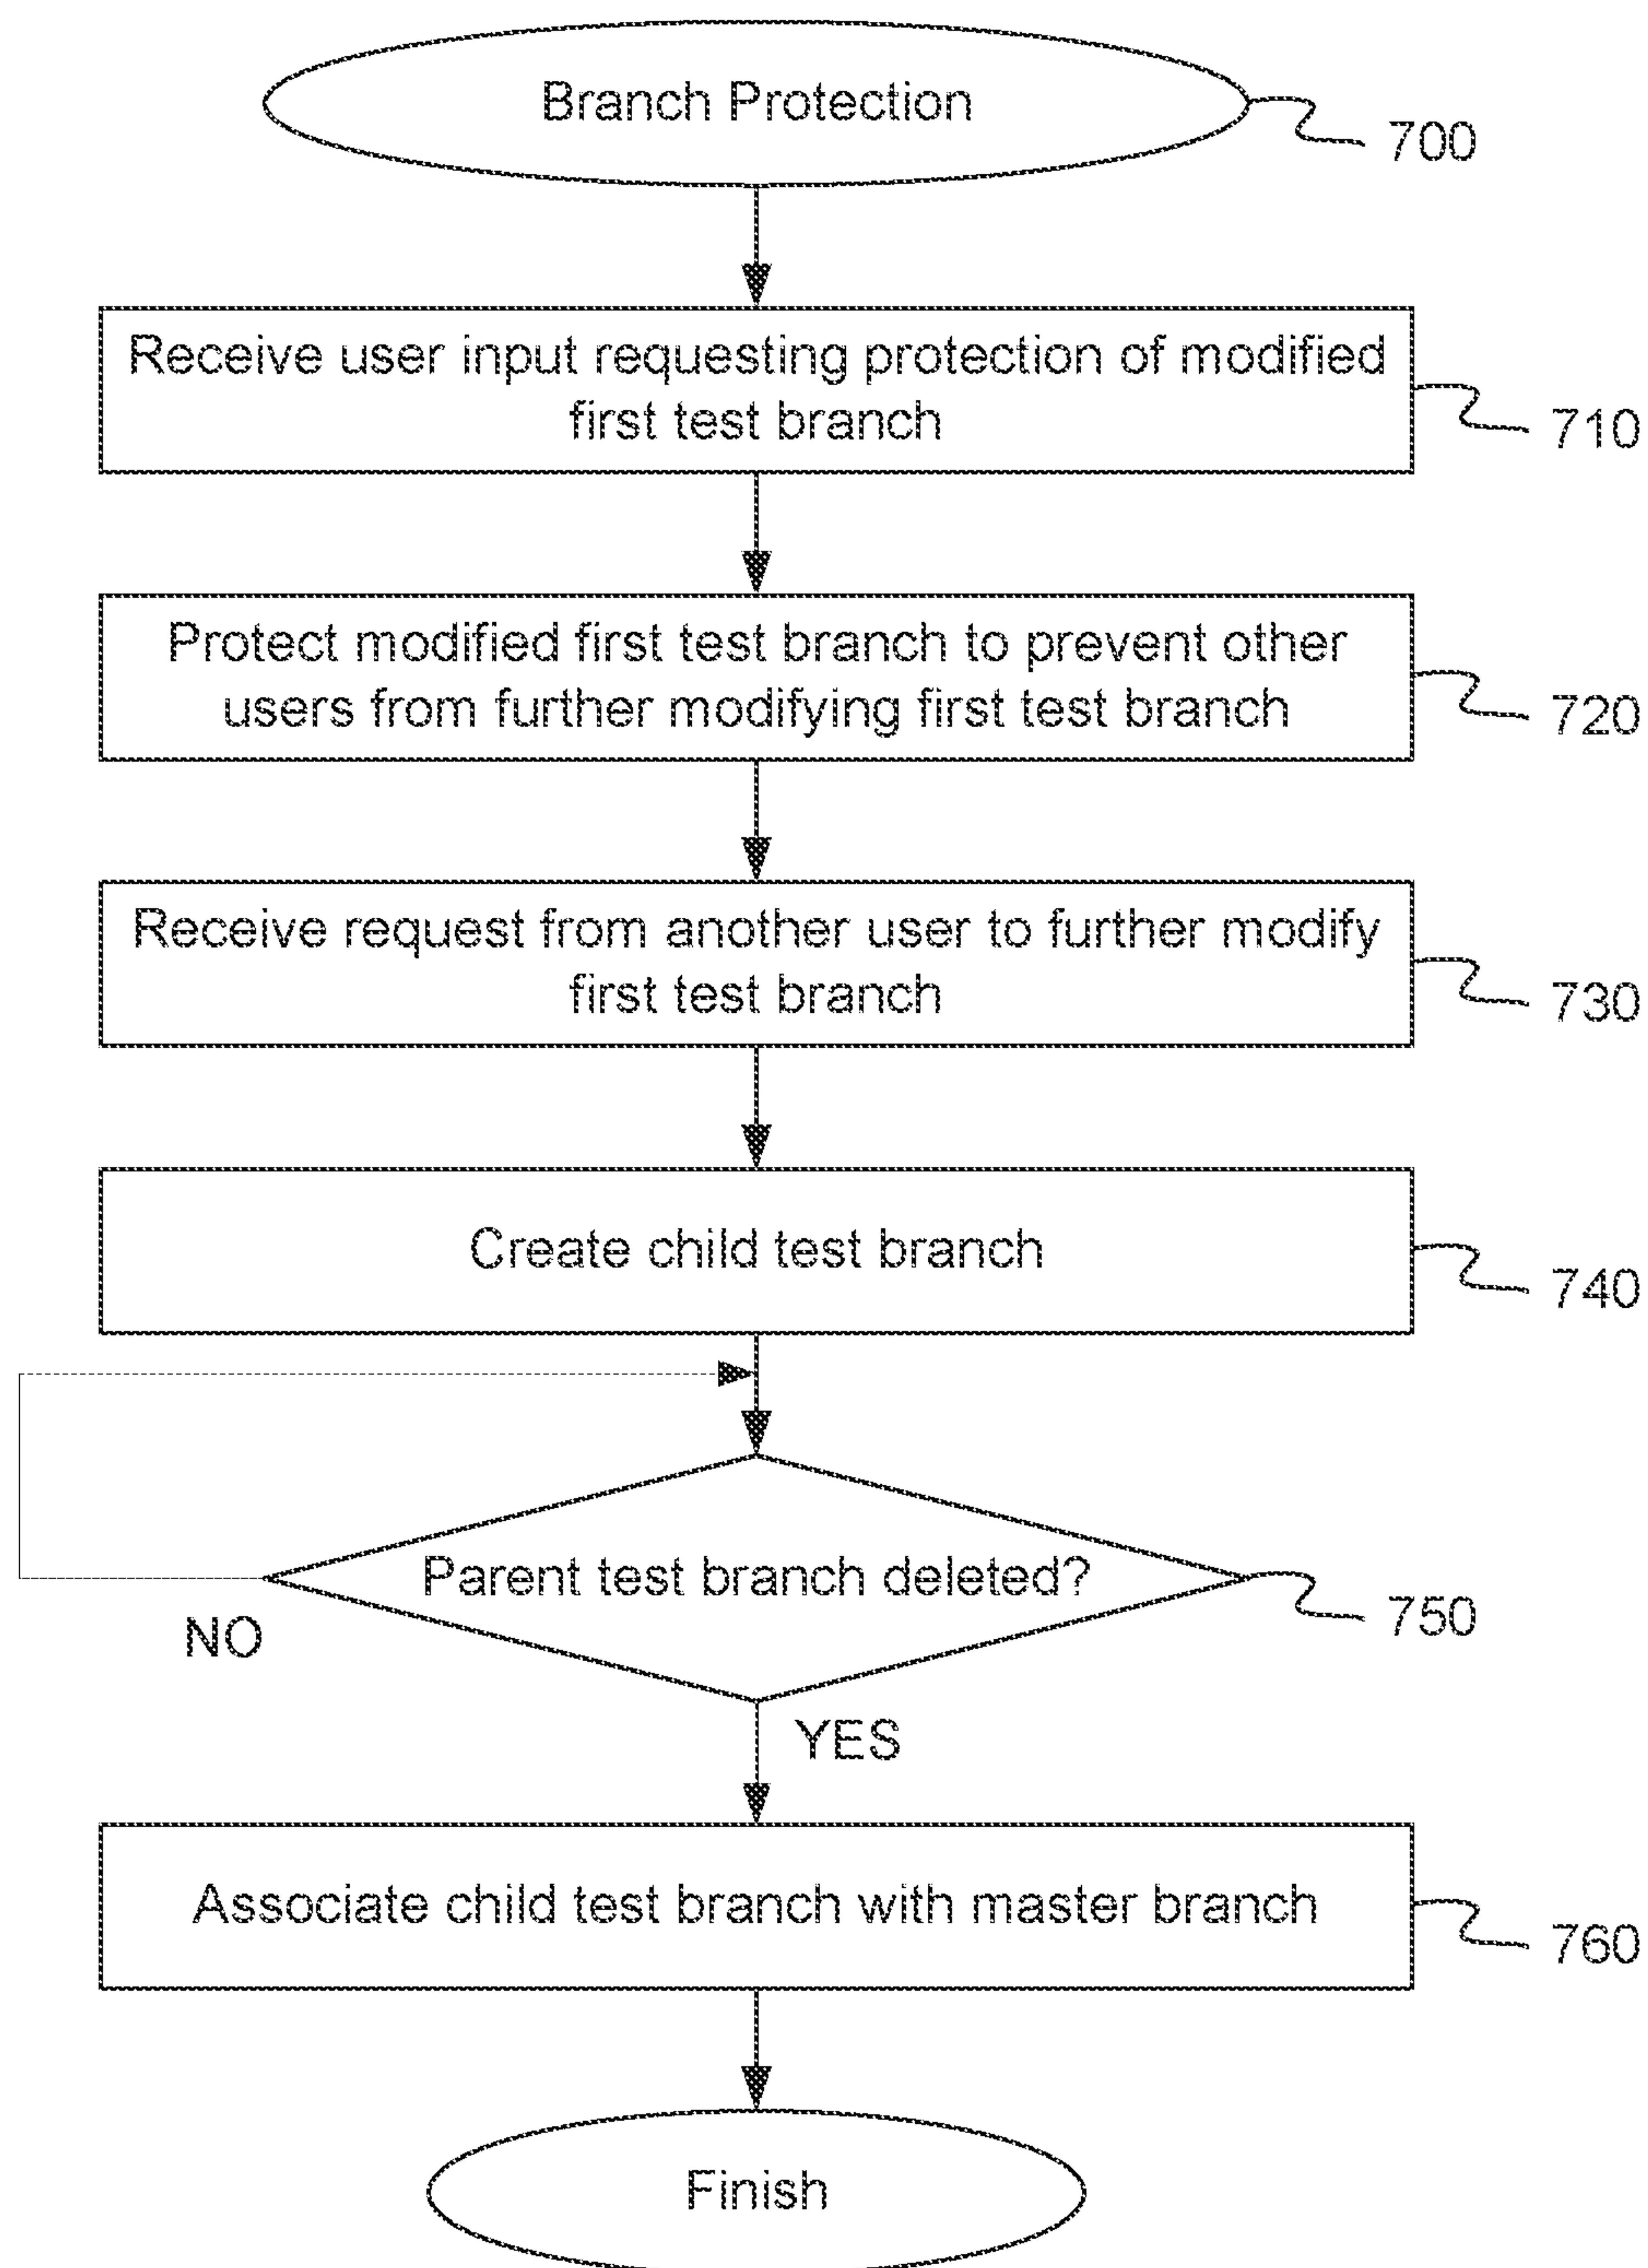 Branch Protection
700
Receive user input requesting protection of modified
first test branch
710
Protect modified first test branch to prevent other
users from further modifying first test branch
720
Receive request from another user to further modify
first test branch
730
Create child test branch
740
Parent test branch deleted?
750
NO
YES
Associate child test branch with master branch
760
Finish